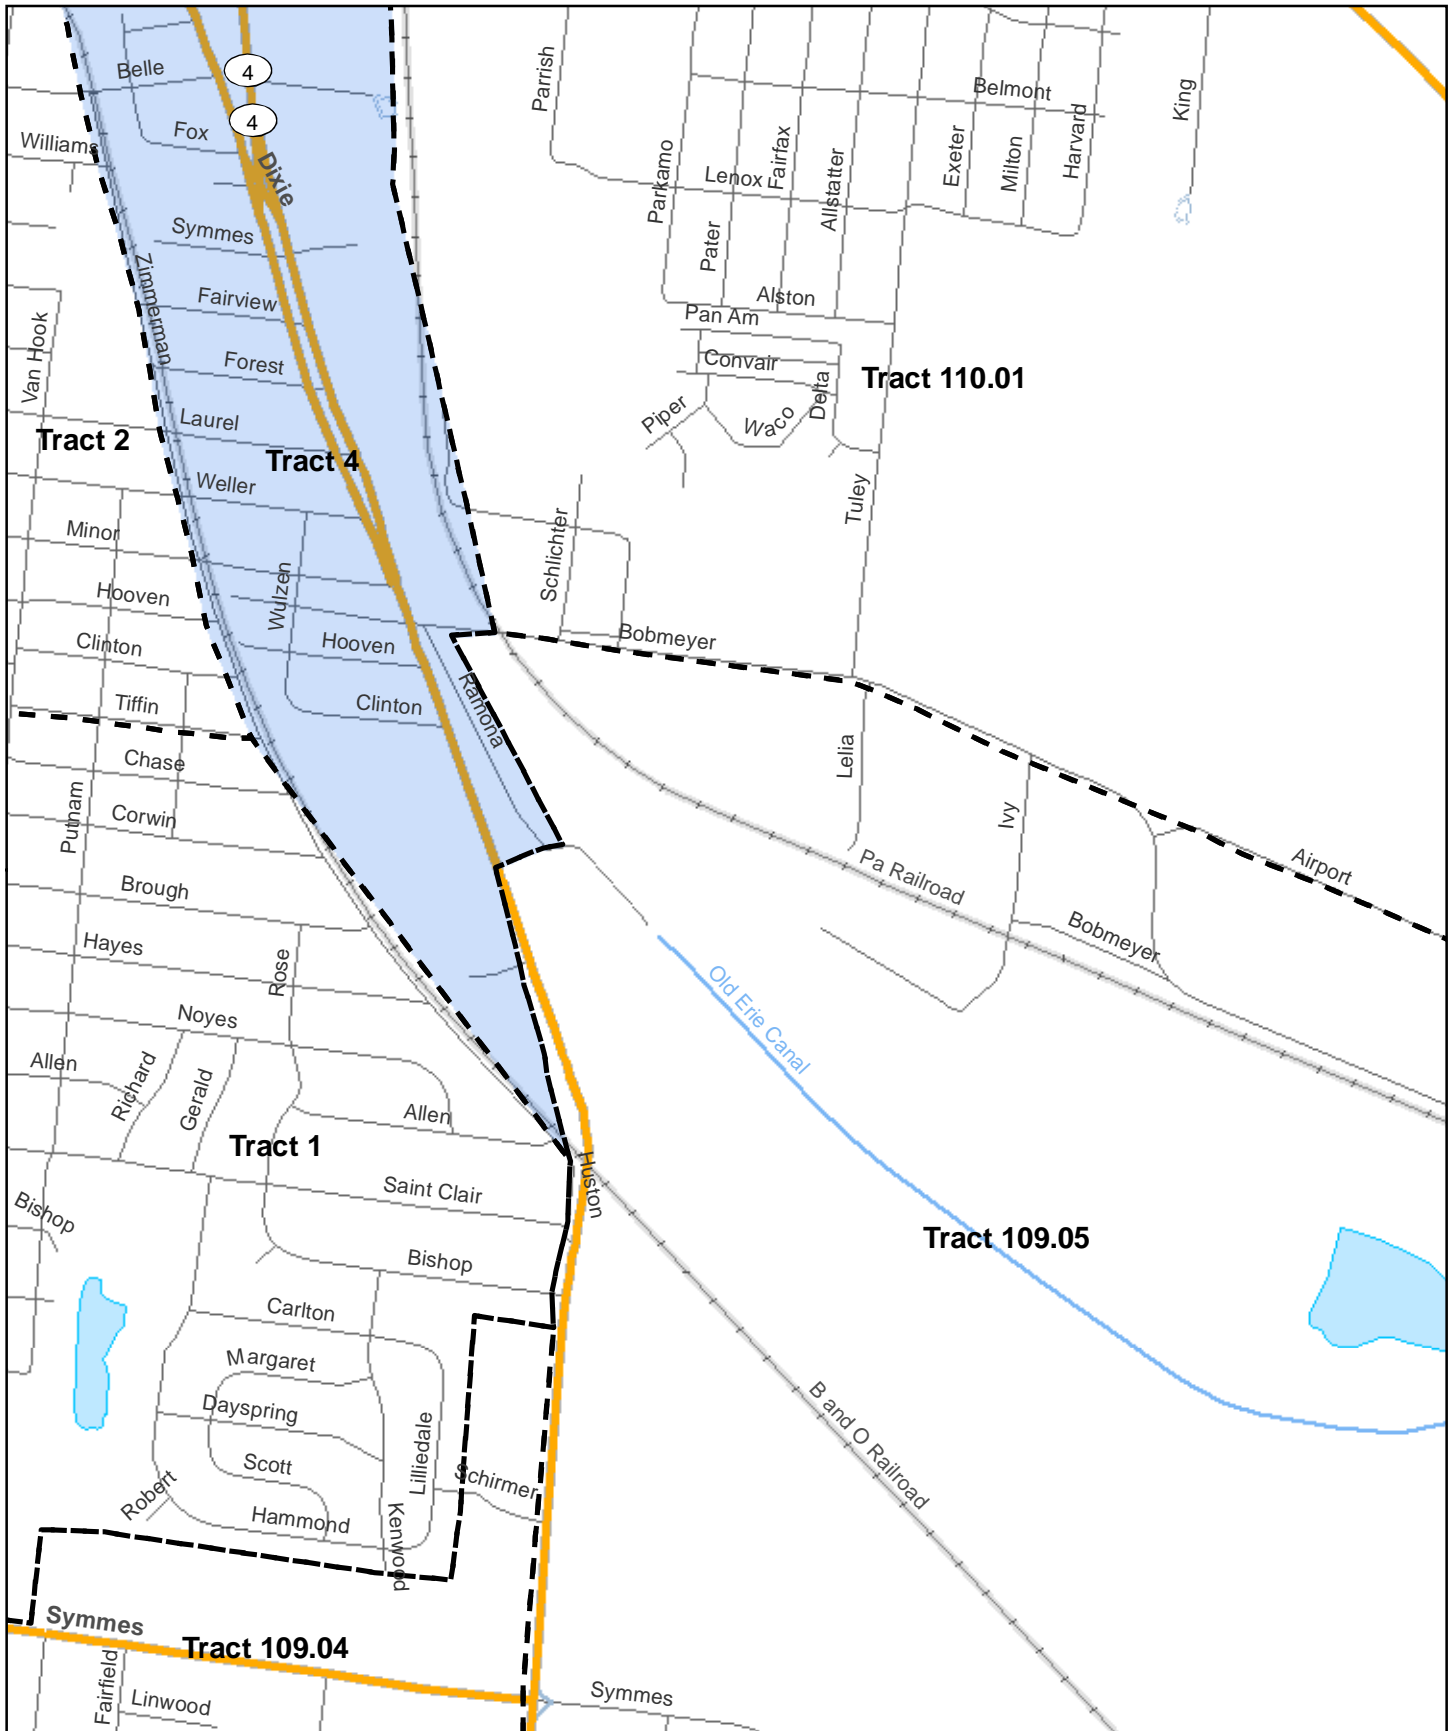 Belle
4
4
Parrish
Belmont
King
Williams
Fox
Dixie
Parkamo
Lenox
Fairfax
Allstatter
Exeter
Milton
Harvard
Symmes
Pater
Zimmerman
Fairview
Alston
Pan Am
Van Hook
Forest
Convair
Delta
Tract 110.01
Laurel
Piper
Waco
Tract 2
Tract 4
Weller
Tuley
Minor
Schlichter
Hooven
Wulzen
Clinton
Hooven
Bobmeyer
Tiffin
Clinton
Ramona
Chase
Lelia
Putnam
Corwin
Ivy
Brough
Pa Railroad
Airport
Hayes
Rose
Bobmeyer
Noyes
Old Erie Canal
Allen
Richard
Gerald
Allen
Tract 1
Saint Clair
Huston
Bishop
Tract 109.05
Bishop
Carlton
Margaret
Dayspring
B and O Railroad
Scott
Lilliedale
Schirmer
Robert
Hammond
Kenwood
Symmes
Tract 109.04
Fairfield
Linwood
Symmes